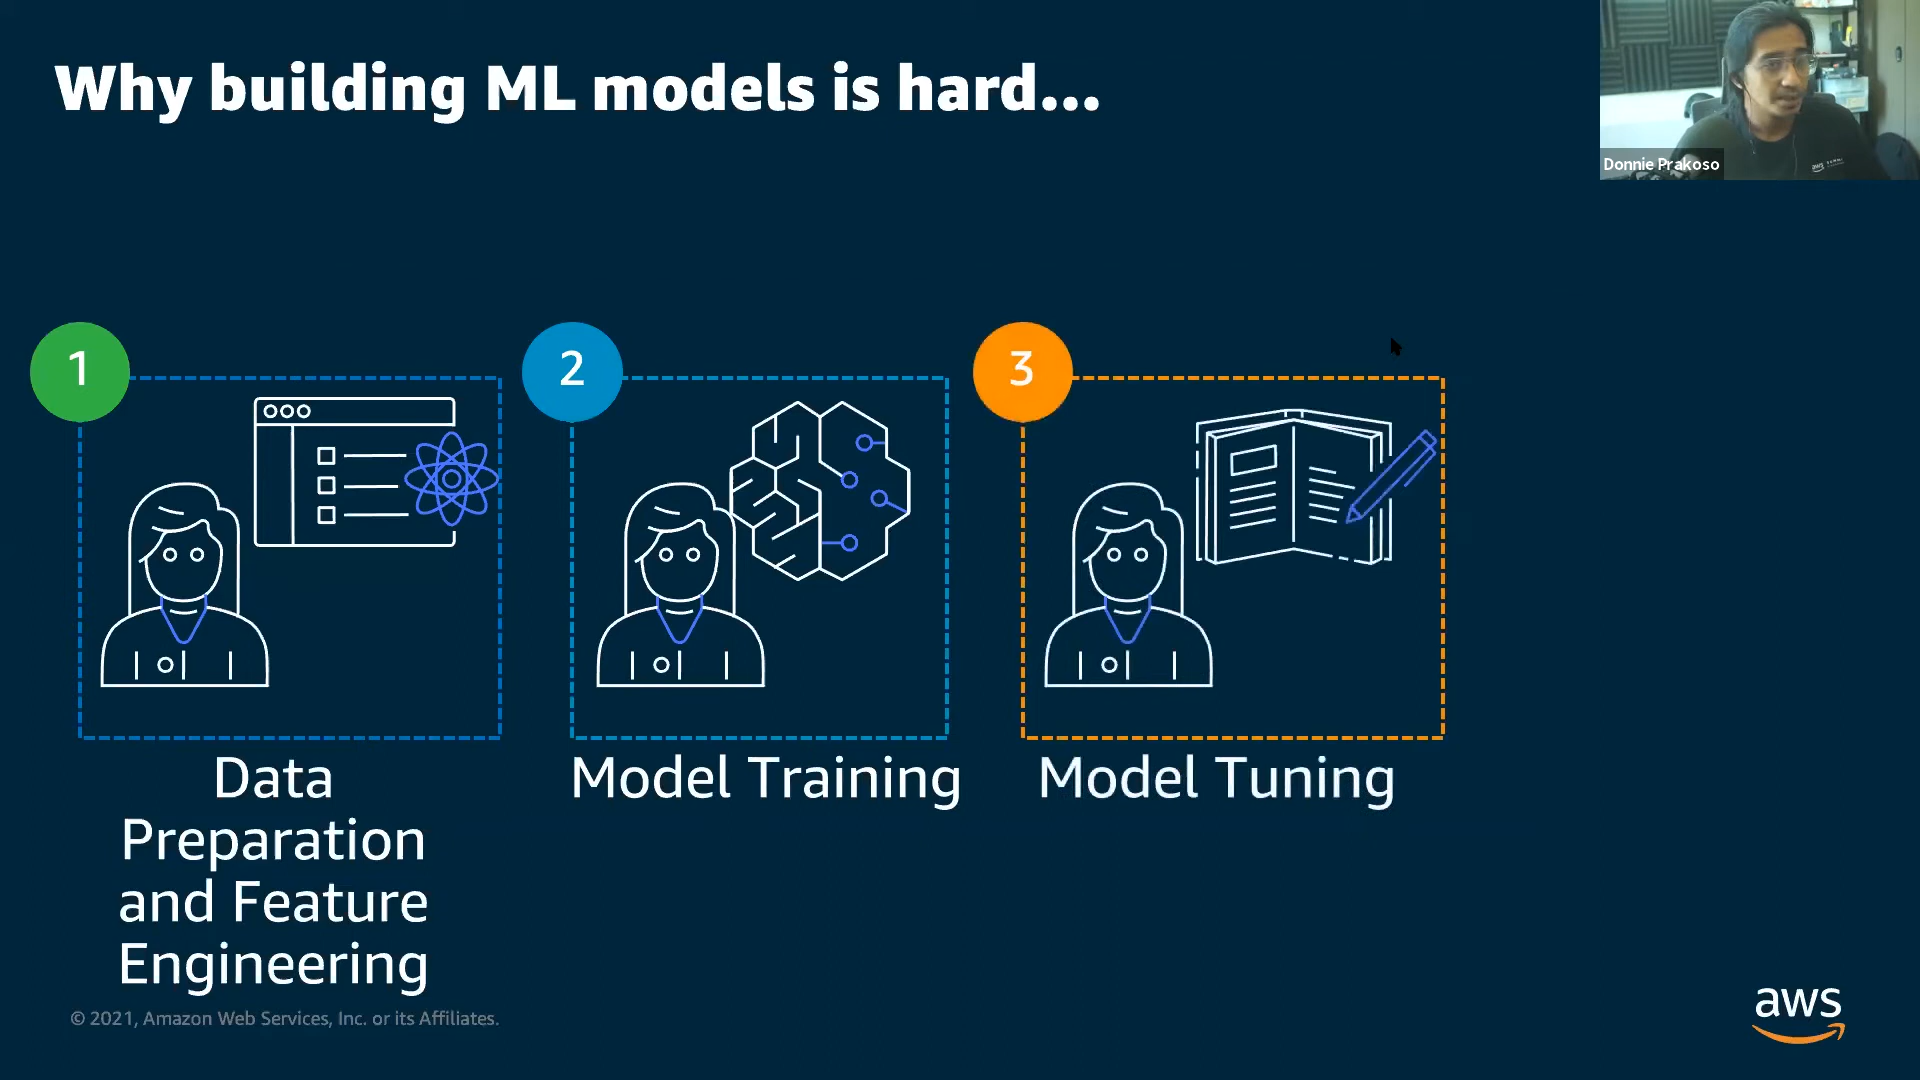 Why building ML models is hard...
Donnie Prakoso
aws
1
2
3
Data
Preparation
and Feature
Engineering
Model Training
Model Tuning
© 2021, Amazon Web Services, Inc. or its Affiliates.
aws